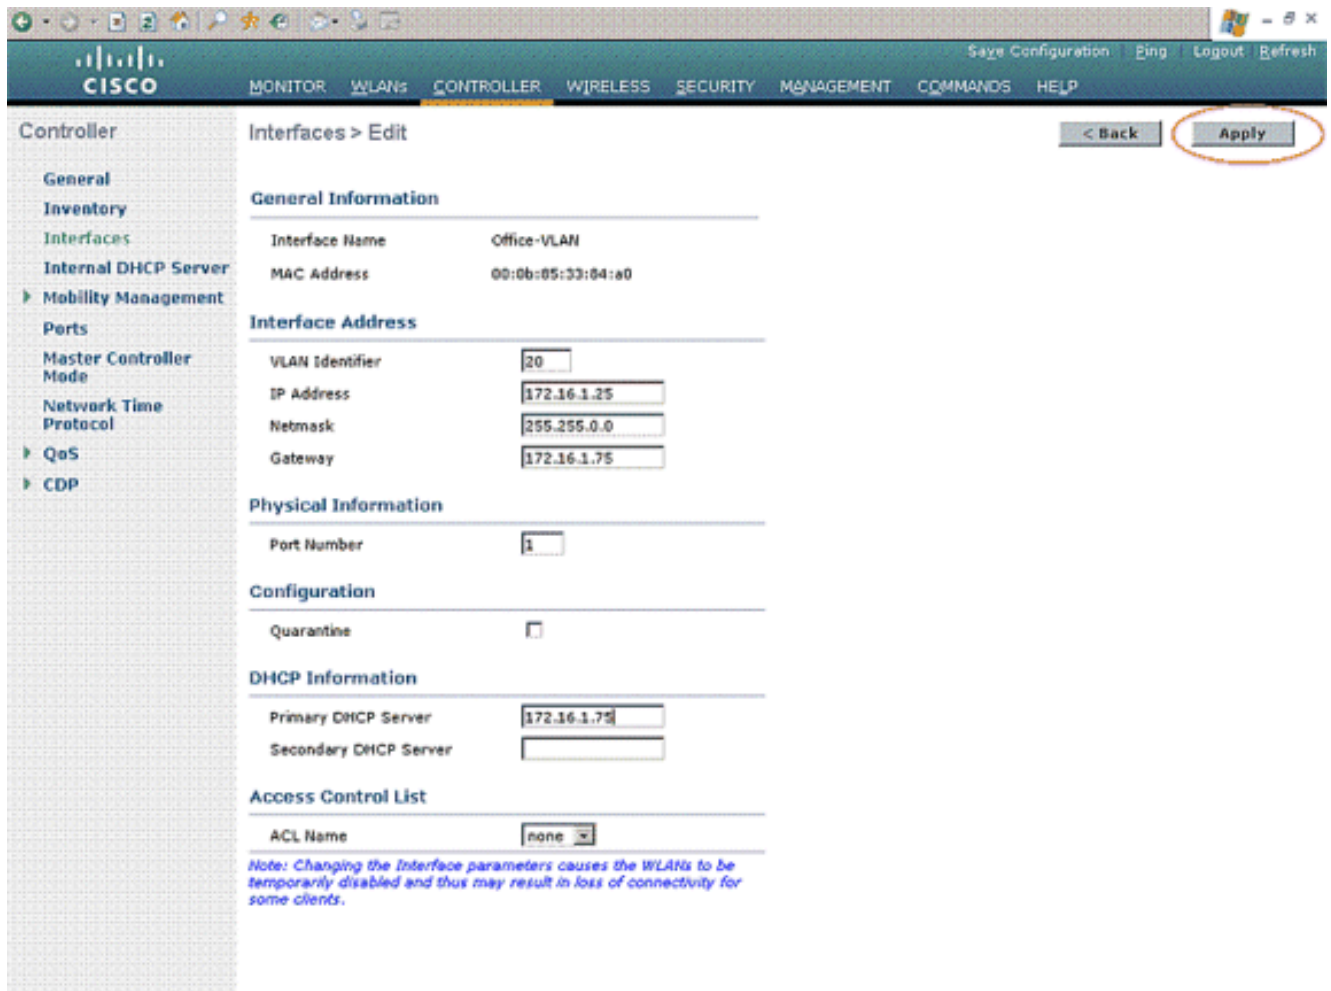 Save Configuration Ping Logout Refresh
CISCO
MONITOR WLANs CONTROLLER WIRELESS SECURITY MANAGEMENT COMMANDS HELP
Controller
General
Inventory
Interfaces
Internal DHCP Server
Mobility Management
Ports
Master Controller
Mode
Network Time
Protocol
QoS
CDP
Interfaces > Edit
< Back
Apply
General Information
Interface Name Office-VLAN
MAC Address 00:0b:85:33:84:a0
Interface Address
VLAN Identifier 20
IP Address 172.16.1.25
Netmask 255.255.0.0
Gateway 172.16.1.75
Physical Information
Port Number 1
Configuration
Quarantine
DHCP Information
Primary DHCP Server 172.16.1.75
Secondary DHCP Server
Access Control List
ACL Name none
Note: Changing the Interface parameters causes the WLANs to be
temporarily disabled and thus may result in loss of connectivity for
some clients.